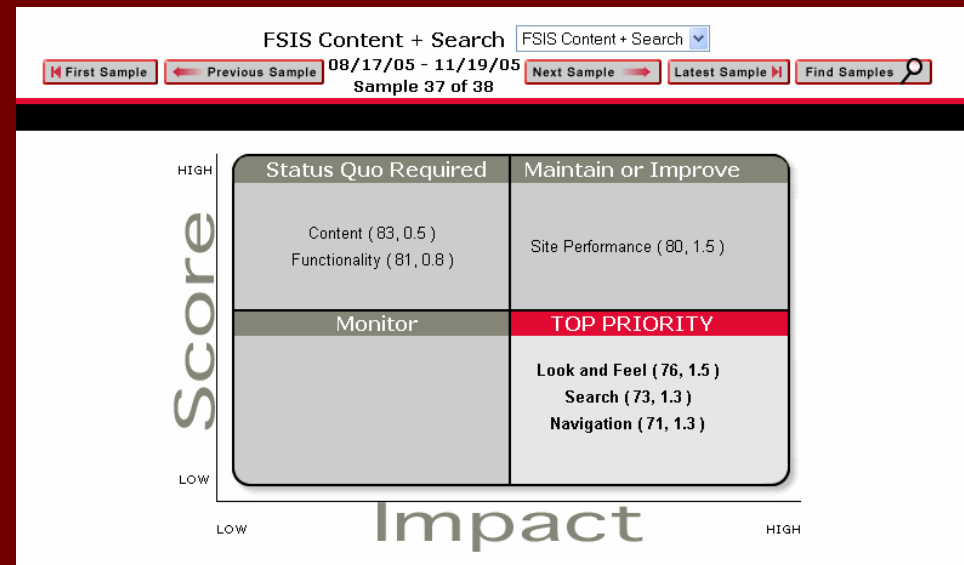 FSIS Content + Search FSIS Content + Search
First Sample Previous Sample 08/17/05 - 11/19/05 Next Sample Latest Sample Find Samples
Sample 37 of 38
HIGH
Score
LOW
Status Quo Required
Content ( 83, 0.5 )
Functionality ( 81, 0.8 )
Maintain or Improve
Site Performance ( 80, 1.5 )
Monitor
TOP PRIORITY
Look and Feel ( 76, 1.5 )
Search ( 73, 1.3 )
Navigation ( 71, 1.3 )
LOW Impact HIGH